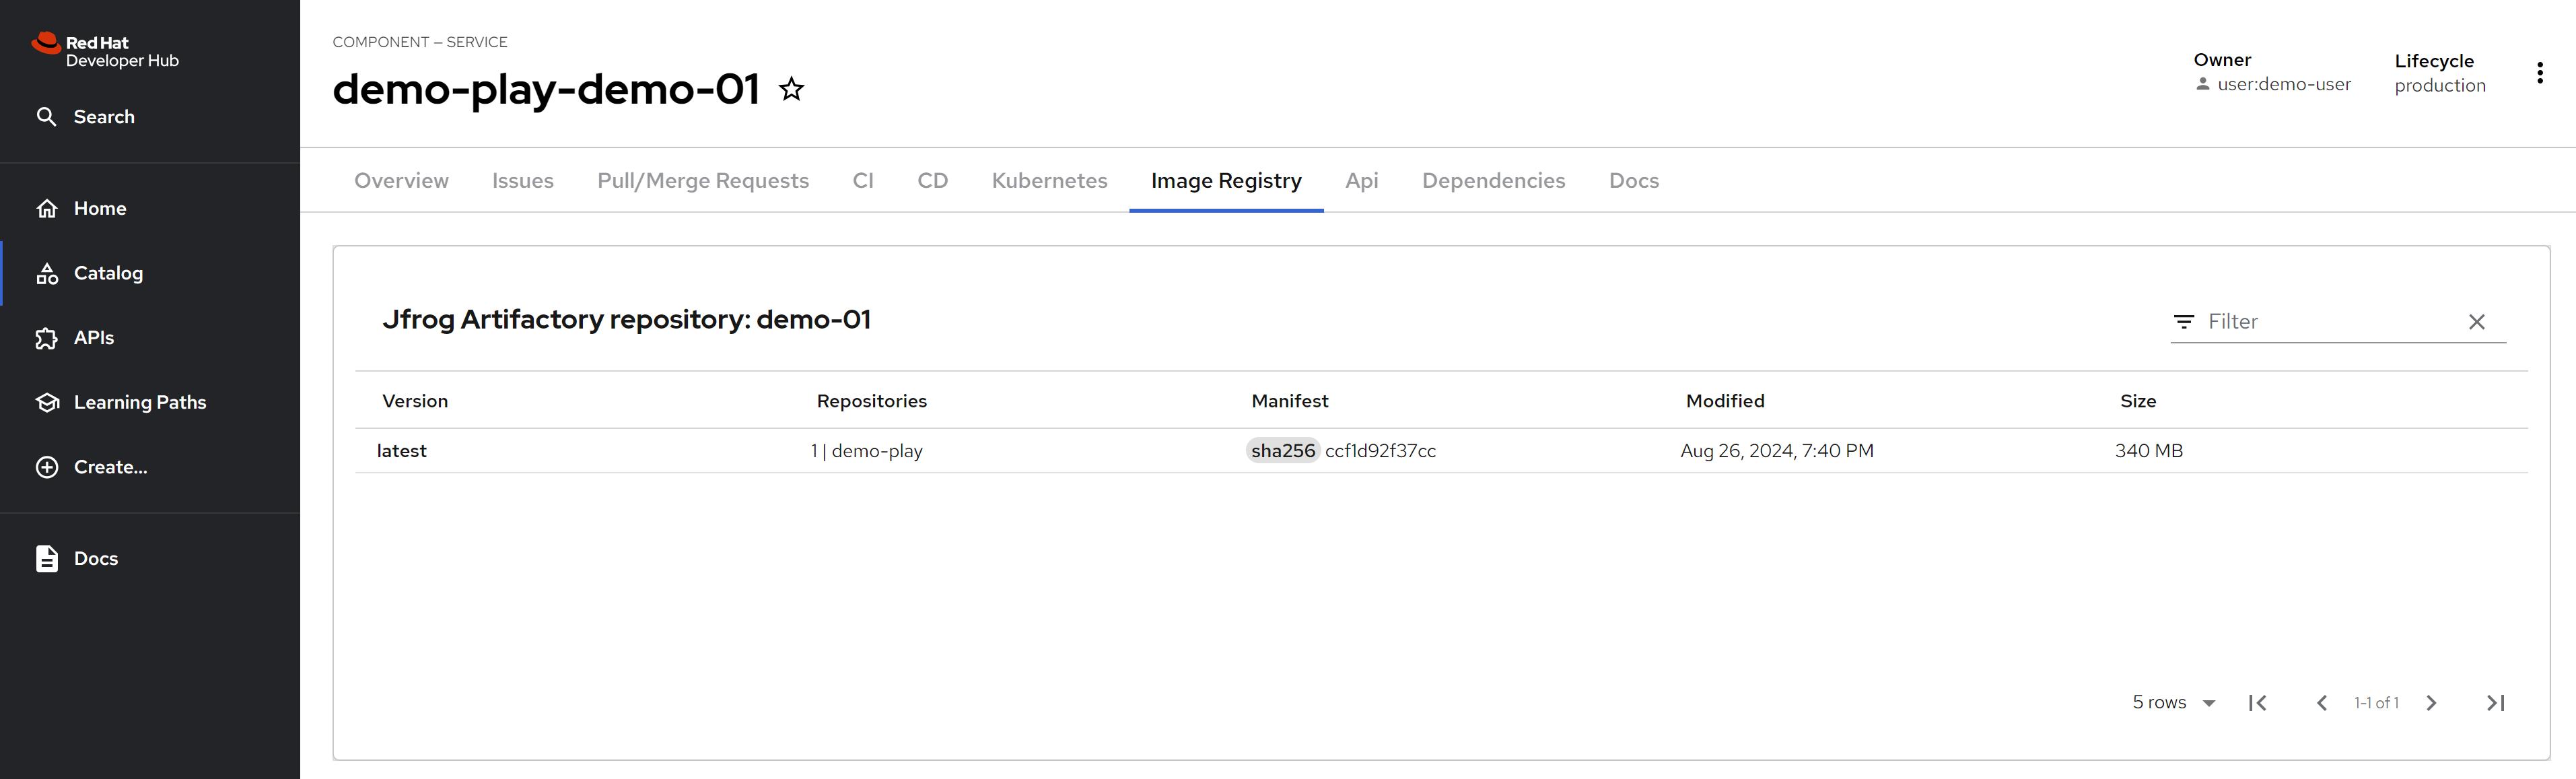 Red Hat
Developer Hub
Search
Home
Catalog
APIs
Learning Paths
Create...
Docs
COMPONENT — SERVICE
demo-play-demo-01
Owner
user:demo-user
Lifecycle
production
Overview Issues Pull/Merge Requests CI CD Kubernetes Image Registry Api Dependencies Docs
Jfrog Artifactory repository: demo-01
Filter
Version Repositories Manifest Modified Size
latest 1 | demo-play sha256 ccf1d92f37cc Aug 26, 2024, 7:40 PM 340 MB
5 rows 1-1 of 1